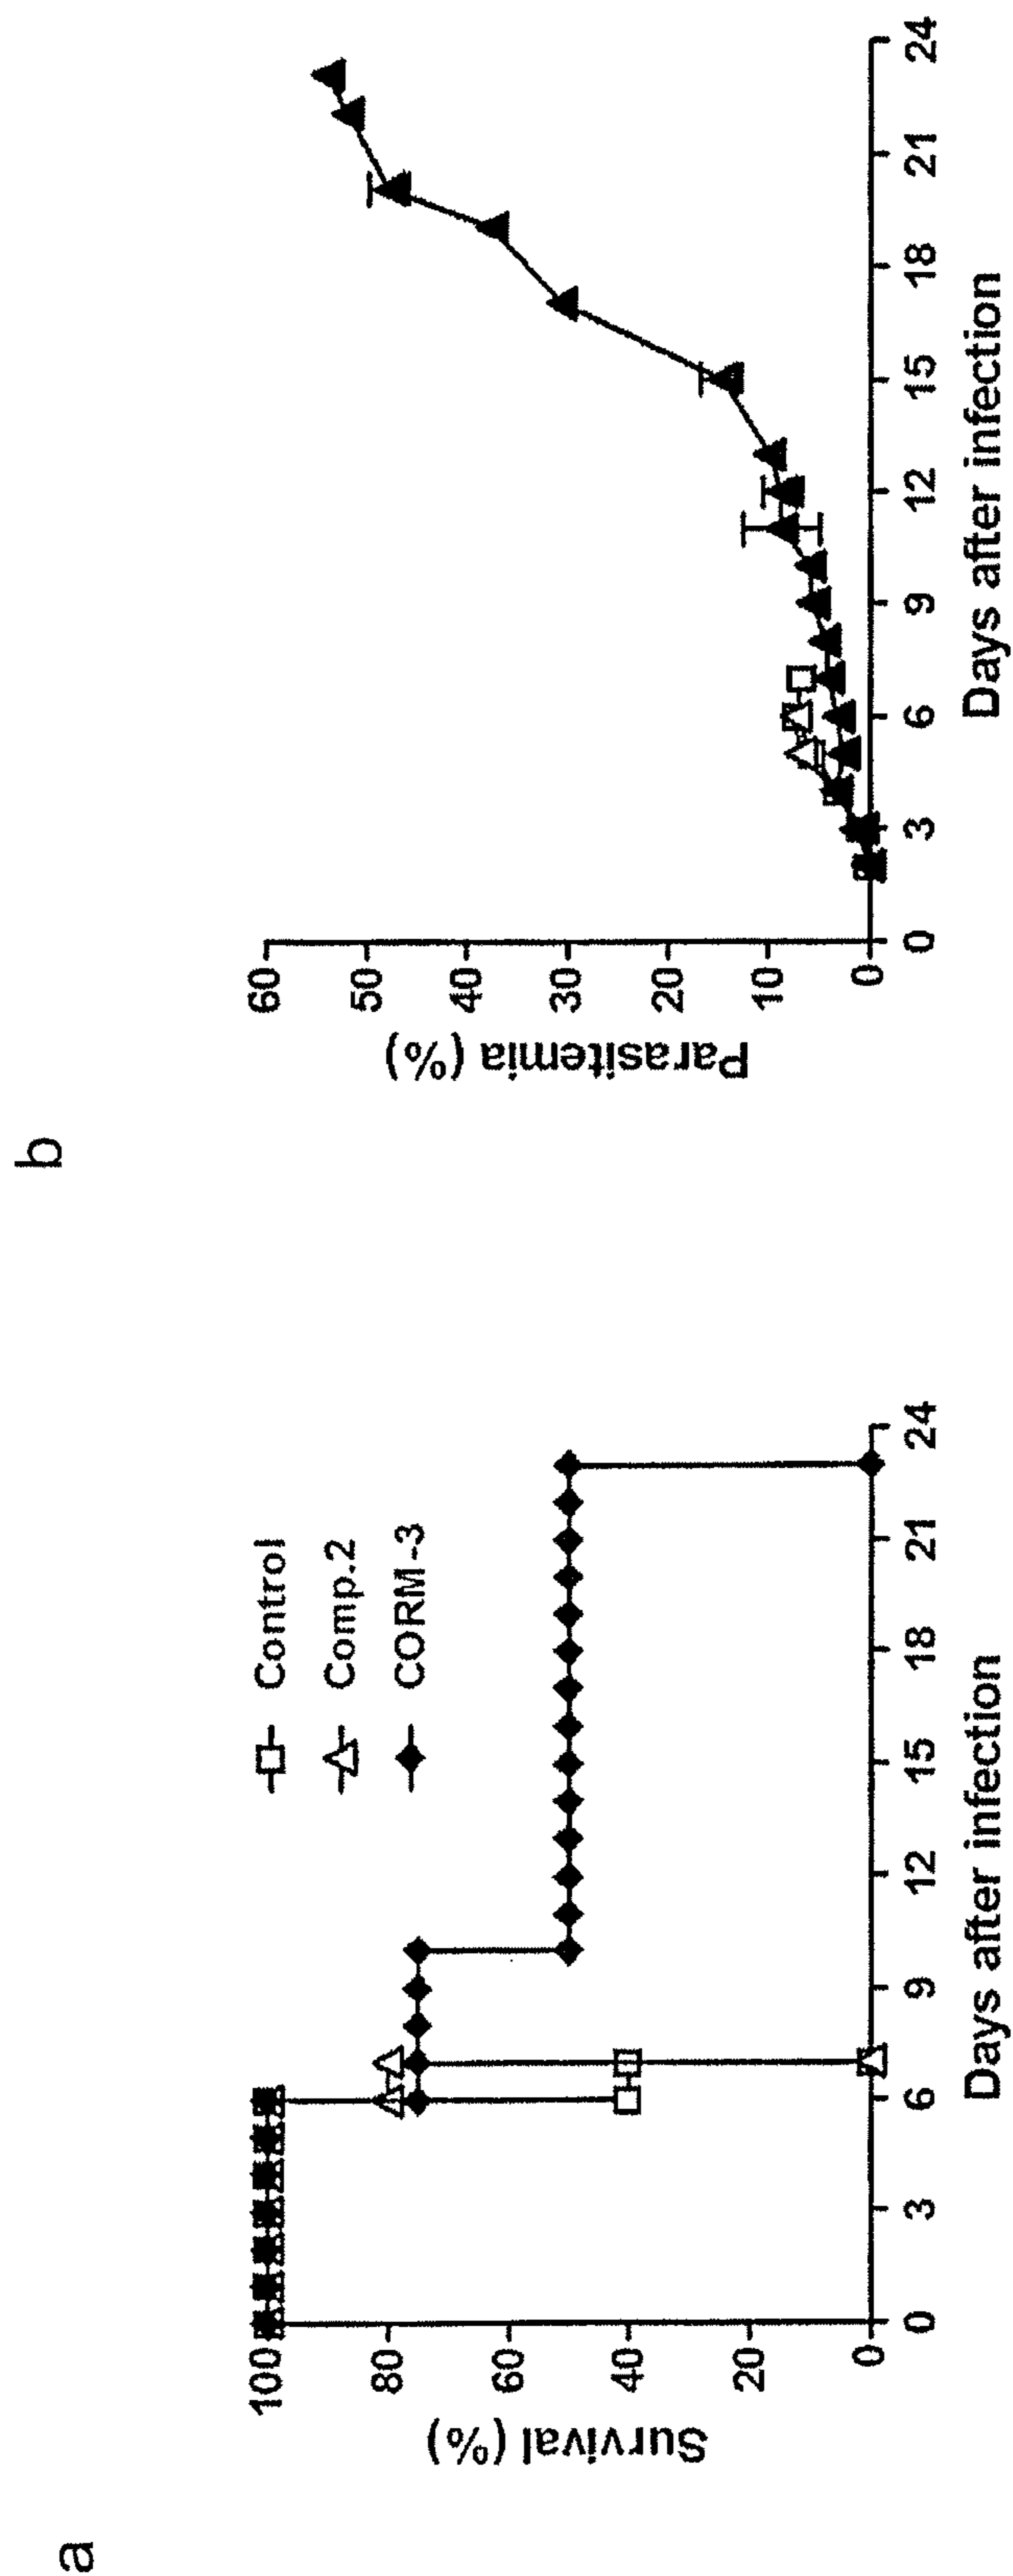 a
Survival (%)
100
80
60
40
20
0
0 3 6 9 12 15 18 21 24
Days after infection
Control
Comp.2
CORM-3
b
Parasitemia (%)
60
50
40
30
20
10
0
0 3 6 9 12 15 18 21 24
Days after infection